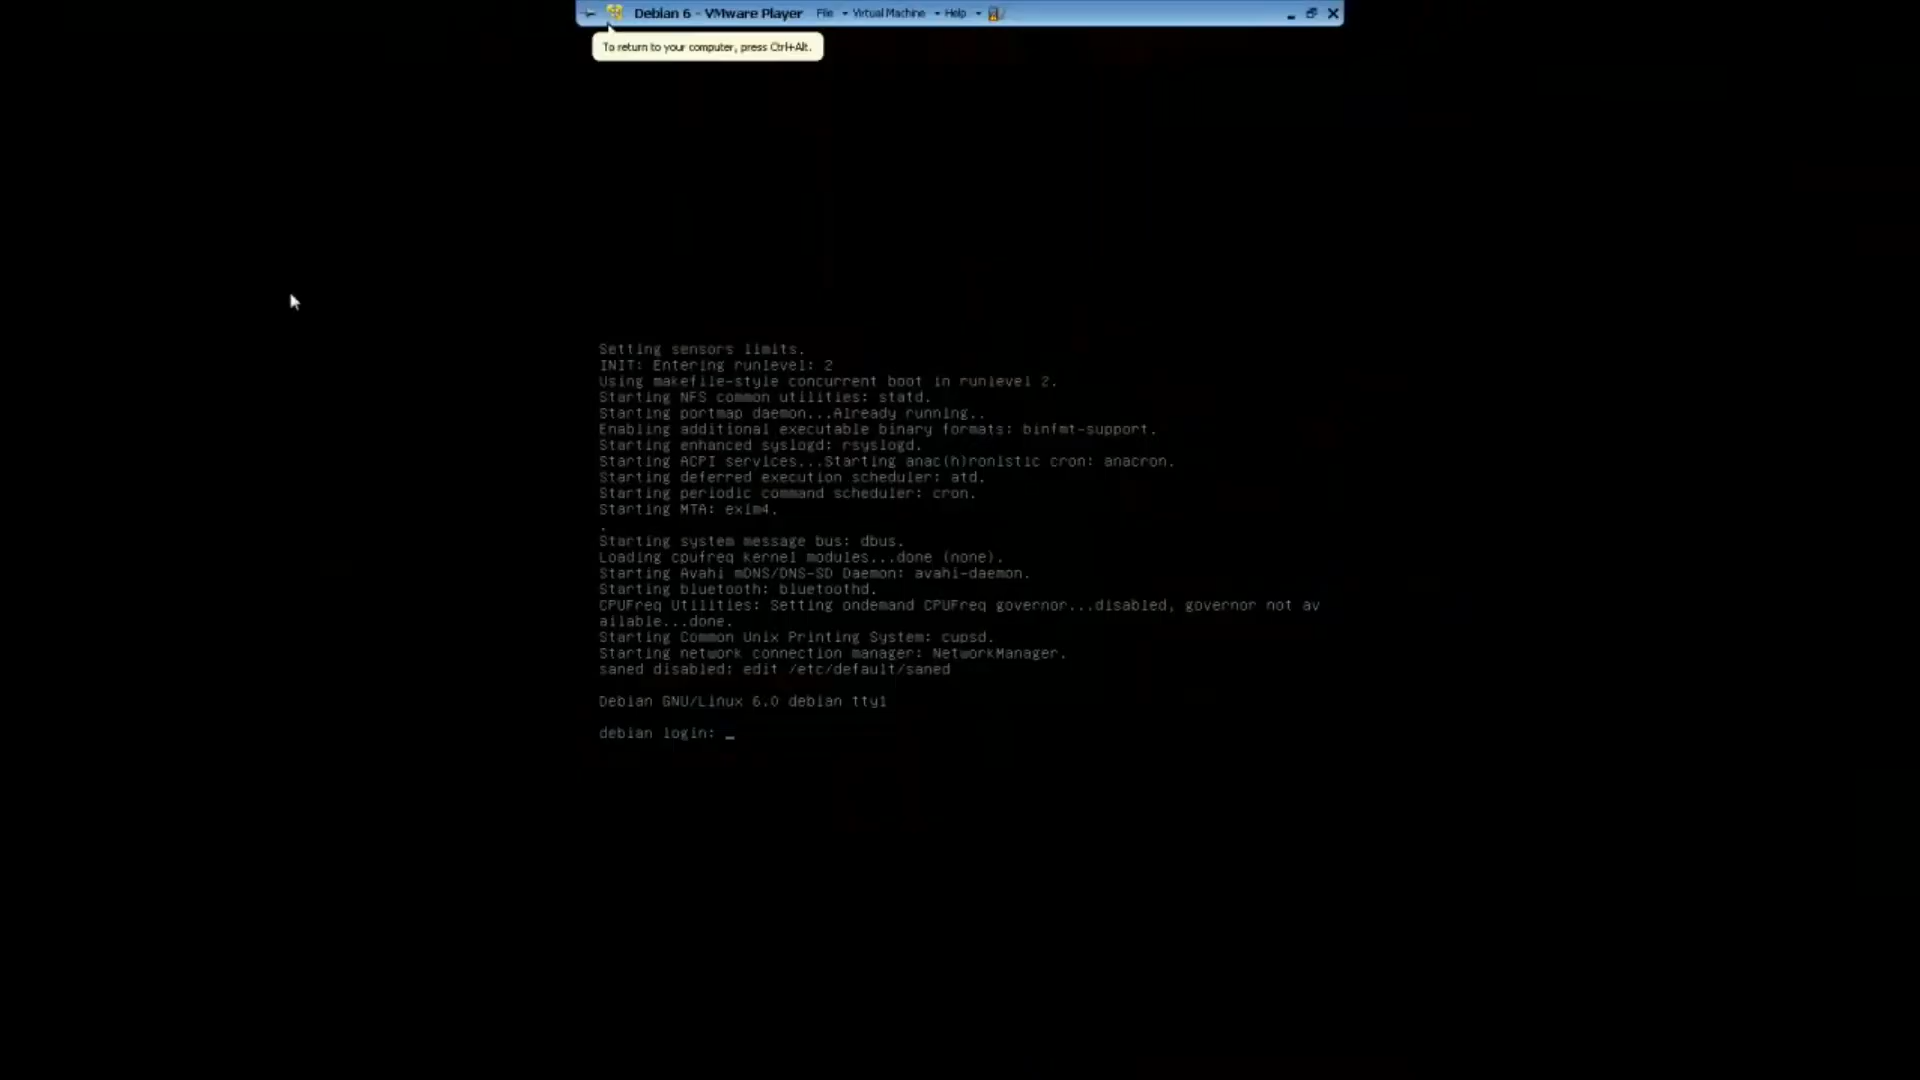 Debian 6 - VMware Player File Virtual Machine Help
To return to your computer, press Ctrl+Alt.
Setting sensors limits.
INIT: Entering runlevel: 2
Using makefile-style concurrent boot in runlevel 2.
Starting NFS common utilities: statd.
Starting portmap daemon...Already running..
Enabling additional executable binary formats: binfmt-support.
Starting enhanced syslogd: rsyslogd.
Starting ACPI services...Starting anac(h)ronistic cron: anacron.
Starting deferred execution scheduler: atd.
Starting periodic command scheduler: cron.
Starting MTA: exim4.
.
Starting system message bus: dbus.
Loading cpufreq kernel modules...done (none).
Starting Avahi mDNS/DNS-SD Daemon: avahi-daemon.
Starting bluetooth: bluetoothd.
CPUFreq Utilities: Setting ondemand CPUFreq governor...disabled, governor not av
ailable...done.
Starting Common Unix Printing System: cupsd.
Starting network connection manager: NetworkManager.
saned disabled; edit /etc/default/saned
Debian GNU/Linux 6.0 debian tty1
debian login: _